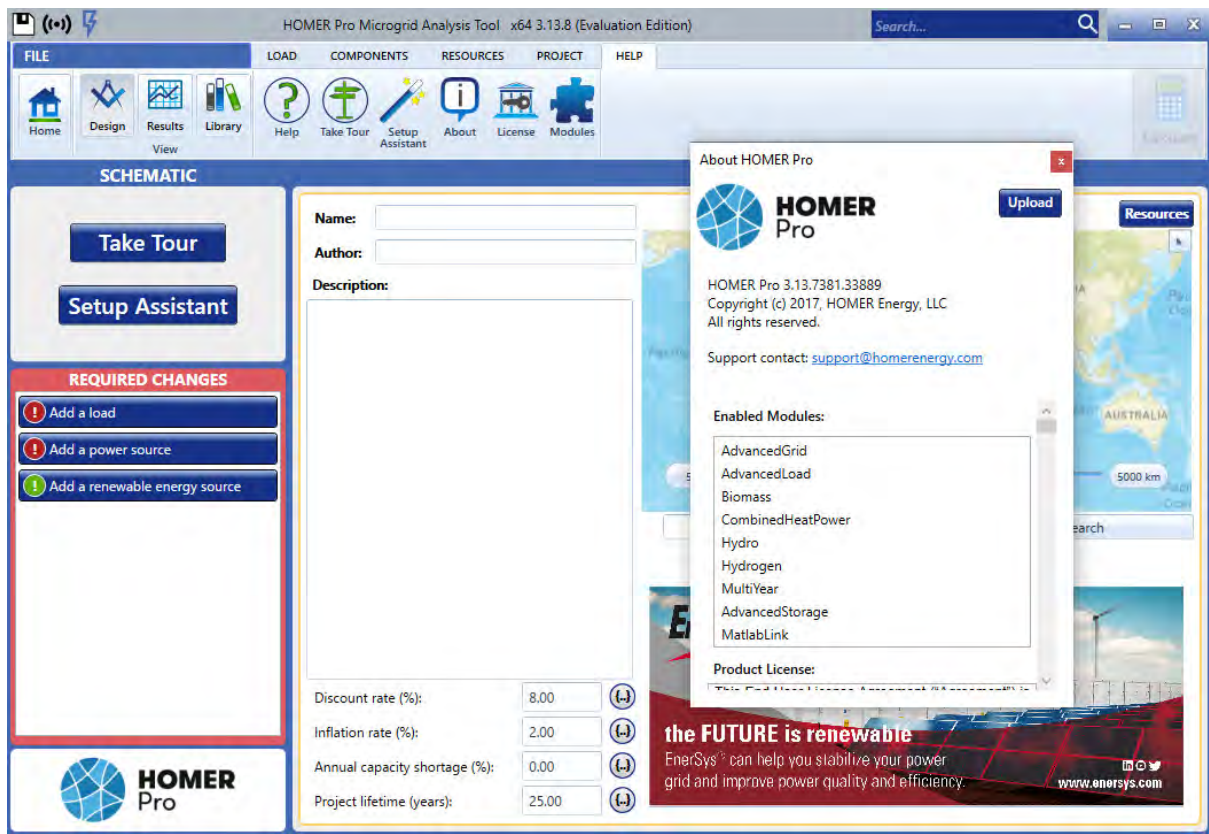 HOMER Pro Microgrid Analysis Tool x64 3.13.8 (Evaluation Edition)
Search...
FILE
LOAD COMPONENTS RESOURCES PROJECT HELP
Home
Design
Results
Library
View
Help
Take Tour
Setup Assistant
About
License
Modules
SCHEMATIC
Take Tour
Setup Assistant
REQUIRED CHANGES
Add a load
Add a power source
Add a renewable energy source
HOMER
Pro
Name:
Author:
Description:
Discount rate (%): 8.00 {..}
Inflation rate (%): 2.00 {..}
Annual capacity shortage (%): 0.00 {..}
Project lifetime (years): 25.00 {..}
Resources
AUSTRALIA
5000 km
About HOMER Pro
HOMER
Pro
Upload
HOMER Pro 3.13.7381.33889
Copyright (c) 2017, HOMER Energy, LLC
All rights reserved.
Support contact: support@homerenergy.com
Enabled Modules:
AdvancedGrid
AdvancedLoad
Biomass
CombinedHeatPower
Hydro
Hydrogen
MultiYear
AdvancedStorage
MatlabLink
Product License:
This End User License Agreement ("Agreement") is
the FUTURE is renewable
EnerSys® can help you stabilize your power
grid and improve power quality and efficiency.
www.enersys.com